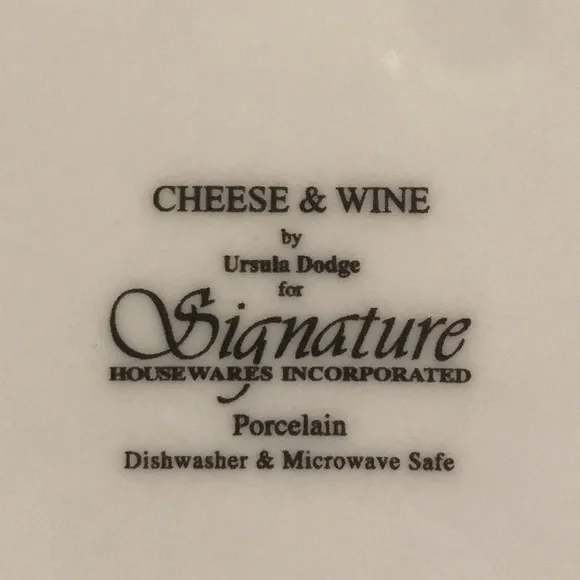 CHEESE & WINE
by
Ursula Dodge
for
Signature
HOUSEWARES INCORPORATED
Porcelain
Dishwasher & Microwave Safe